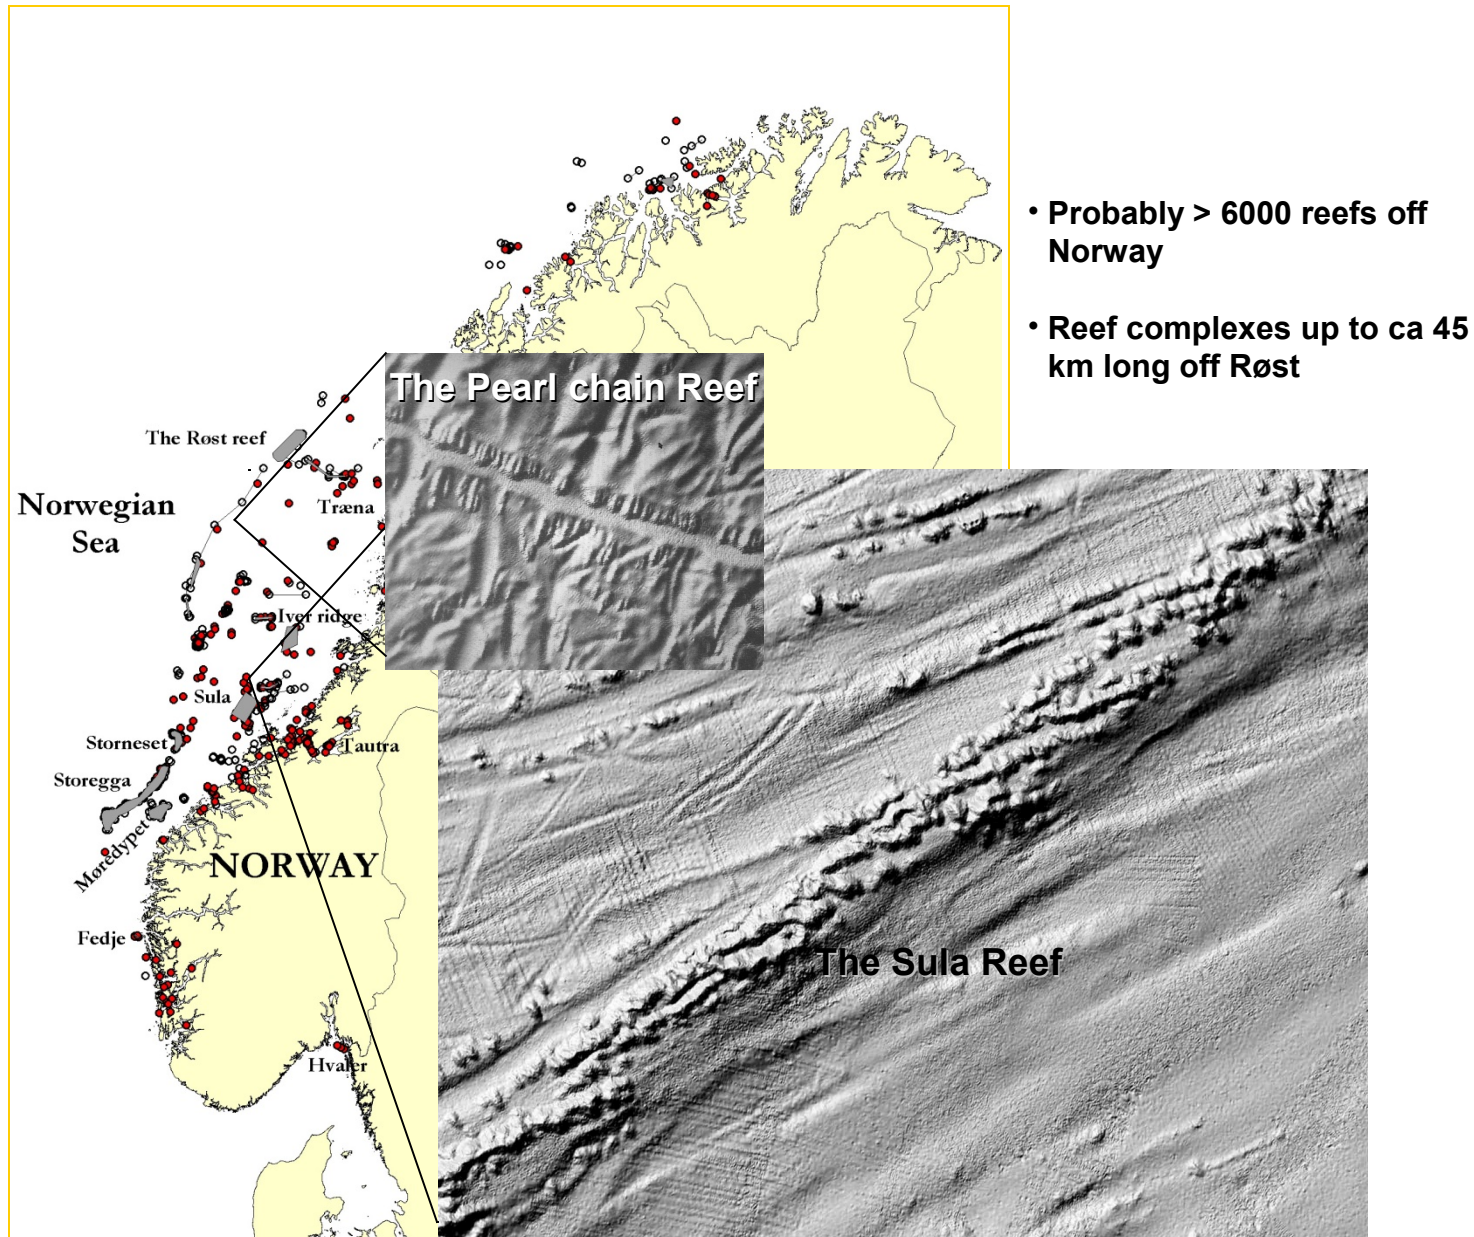 • Probably > 6000 reefs off
Norway
• Reef complexes up to ca 45
km long off Røst
The Pearl chain Reef
The Røst reef
Norwegian
Sea
Træna
Iver ridge
Sula
Storneset
Tautra
Storegga
Møredypet
NORWAY
Fedje
The Sula Reef
Hvaler